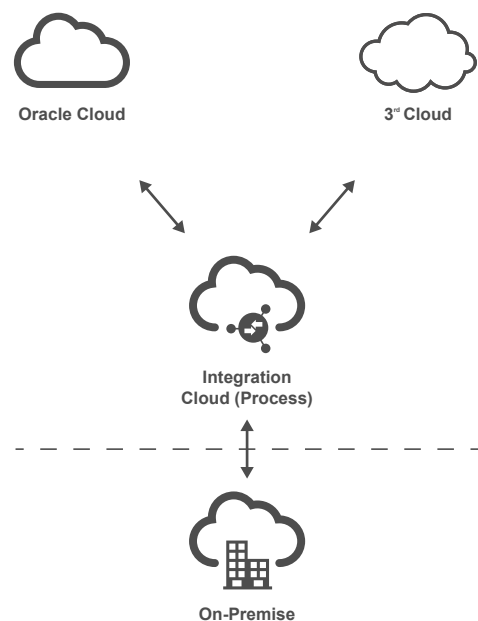 Oracle Cloud
3rd Cloud
Integration
Cloud (Process)
On-Premise